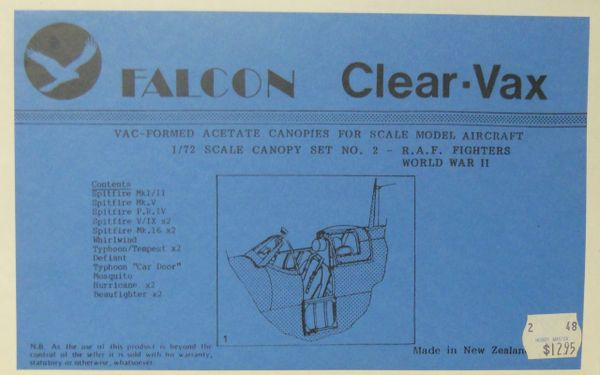 FALCON Clear·Vax
VAC-FORMED ACETATE CANOPIES FOR SCALE MODEL AIRCRAFT
1/72 SCALE CANOPY SET NO. 2 - R.A.F. FIGHTERS
WORLD WAR II
Contents
Spitfire MkI/II
Spitfire Mk.V
Spitfire P.R.IV
Spitfire V/IX x2
Spitfire Mk.16 x2
Whirlwind
Typhoon/Tempest x2
Defiant
Typhoon "Car Door"
Mosquito
Hurricane x2
Beaufighter x2
1
N.B. As the use of this product is beyond the
control of the seller it is sold with no warranty,
statutory or otherwise, whatsoever.
Made in New Zealan
2 48
HOBBY MASTER
$12.95